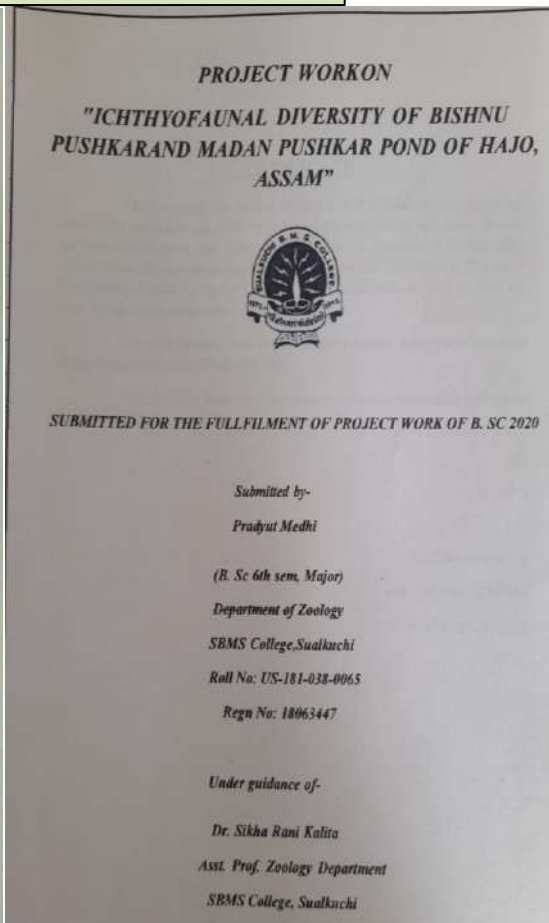 PROJECT WORKON
"ICHTHYOFAUNAL DIVERSITY OF BISHNU
PUSHKARAND MADAN PUSHKAR POND OF HAJO,
ASSAM"
SUALKUCHI B. M. S. COLLEGE
SUBMITTED FOR THE FULLFILMENT OF PROJECT WORK OF B. SC 2020
Submitted by-
Pradyut Medhi
(B. Sc 6th sem, Major)
Department of Zoology
SBMS College,Sualkuchi
Roll No: US-181-038-0065
Regn No: 18063447
Under guidance of-
Dr. Sikha Rani Kalita
Asst. Prof. Zoology Department
SBMS College, Sualkuchi